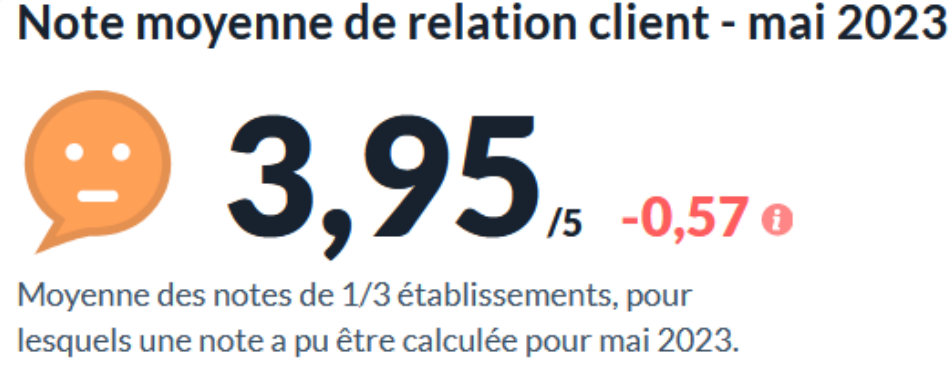 Note moyenne de relation client - mai 2023
3,95/5 -0,57 i
Moyenne des notes de 1/3 établissements, pour
lesquels une note a pu être calculée pour mai 2023.